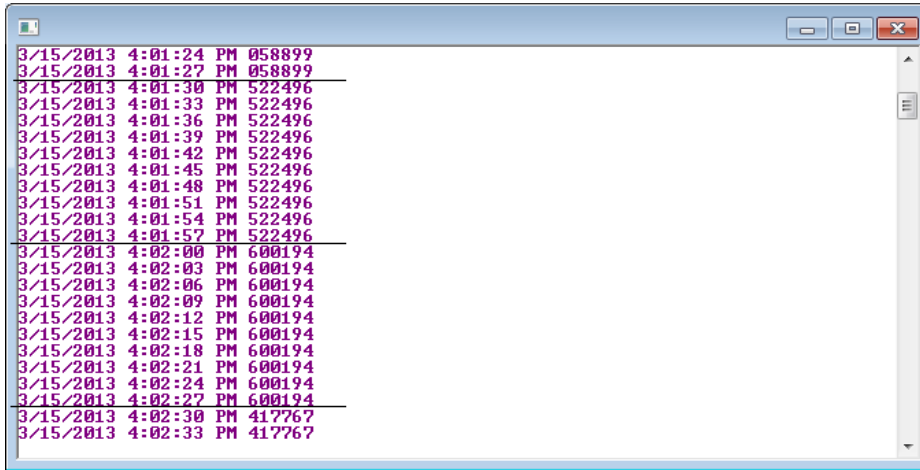 3/15/2013 4:01:24 PM 058899
3/15/2013 4:01:27 PM 058899
3/15/2013 4:01:30 PM 522496
3/15/2013 4:01:33 PM 522496
3/15/2013 4:01:36 PM 522496
3/15/2013 4:01:39 PM 522496
3/15/2013 4:01:42 PM 522496
3/15/2013 4:01:45 PM 522496
3/15/2013 4:01:48 PM 522496
3/15/2013 4:01:51 PM 522496
3/15/2013 4:01:54 PM 522496
3/15/2013 4:01:57 PM 522496
3/15/2013 4:02:00 PM 600194
3/15/2013 4:02:03 PM 600194
3/15/2013 4:02:06 PM 600194
3/15/2013 4:02:09 PM 600194
3/15/2013 4:02:12 PM 600194
3/15/2013 4:02:15 PM 600194
3/15/2013 4:02:18 PM 600194
3/15/2013 4:02:21 PM 600194
3/15/2013 4:02:24 PM 600194
3/15/2013 4:02:27 PM 600194
3/15/2013 4:02:30 PM 417767
3/15/2013 4:02:33 PM 417767